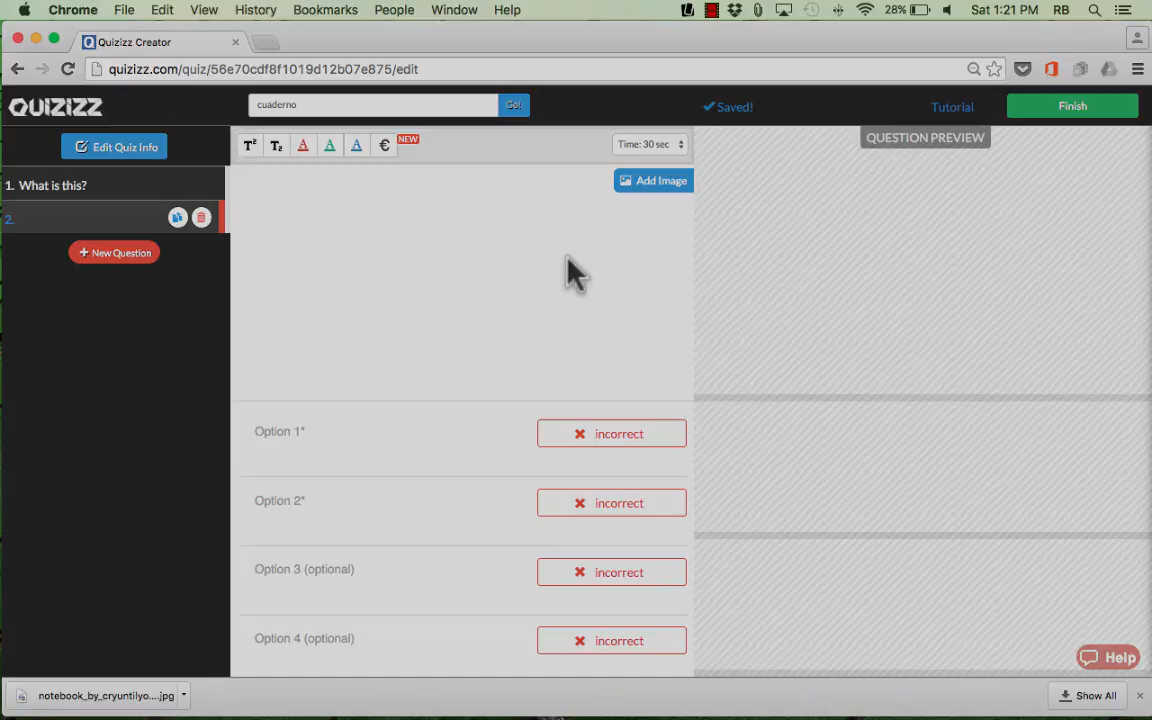 Chrome File Edit View History Bookmarks People Window Help 28% Sat 1:21 PM RB
Quizizz Creator
quizizz.com/quiz/56e70cdf8f1019d12b07e875/edit
QUIZIZZ cuaderno Go! Saved! Tutorial Finish
Edit Quiz Info T² T₂ A A A € NEW Time: 30 sec QUESTION PREVIEW
1. What is this? Add Image
2.
+ New Question
Option 1* incorrect
Option 2* incorrect
Option 3 (optional) incorrect
Option 4 (optional) incorrect
Help
notebook_by_cryuntilyo....jpg Show All